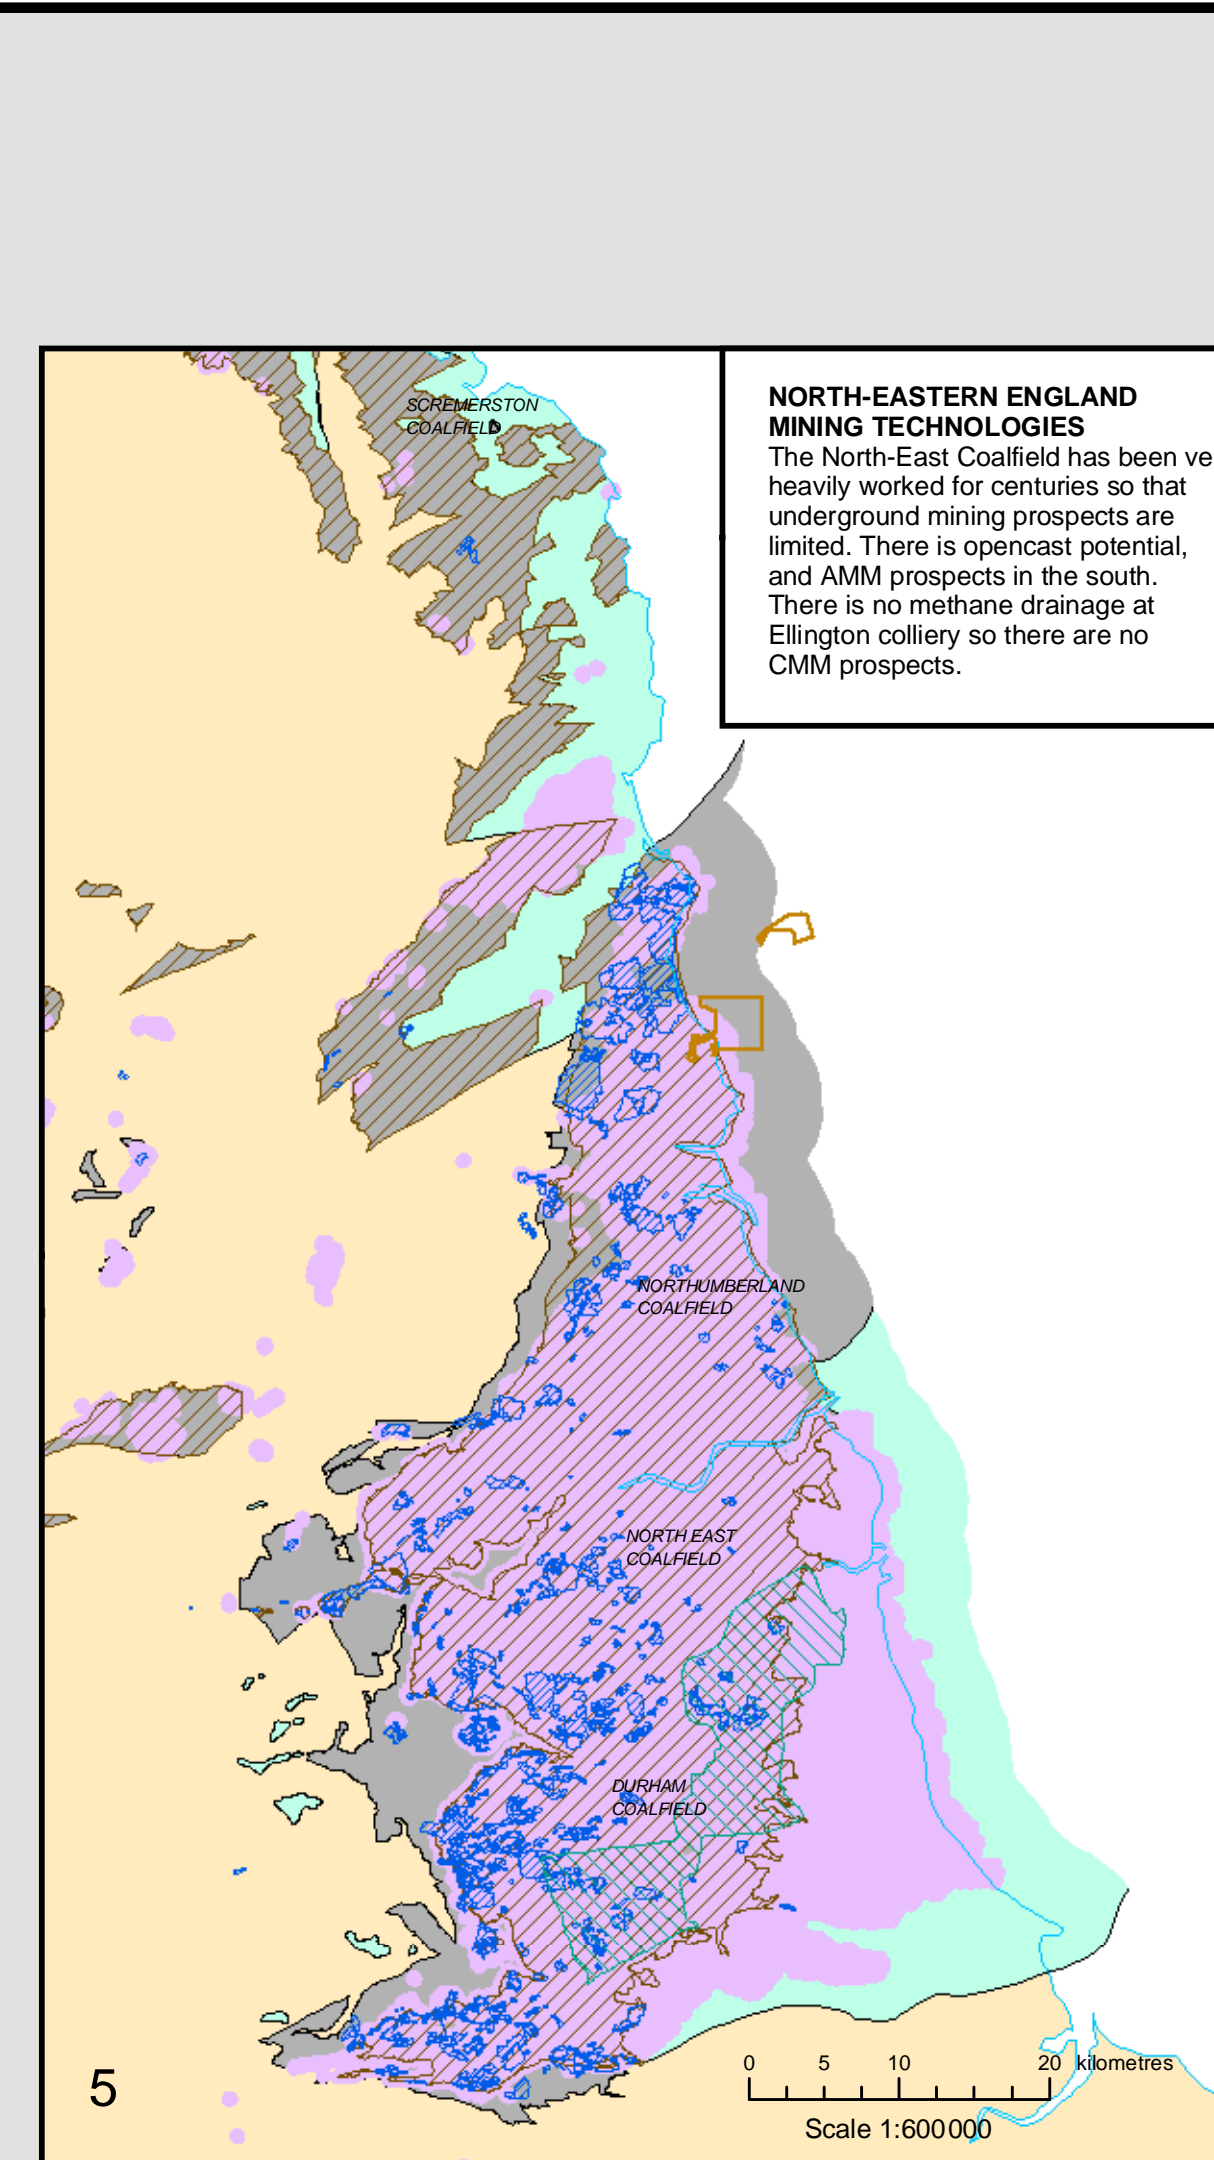 SCREMERSTON
COALFIELD
NORTH-EASTERN ENGLAND
MINING TECHNOLOGIES
The North-East Coalfield has been ve
heavily worked for centuries so that
underground mining prospects are
limited. There is opencast potential,
and AMM prospects in the south.
There is no methane drainage at
Ellington colliery so there are no
CMM prospects.
NORTHUMBERLAND
COALFIELD
NORTH EAST
COALFIELD
DURHAM
COALFIELD
5
0 5 10 20 kilometres
Scale 1:600 000